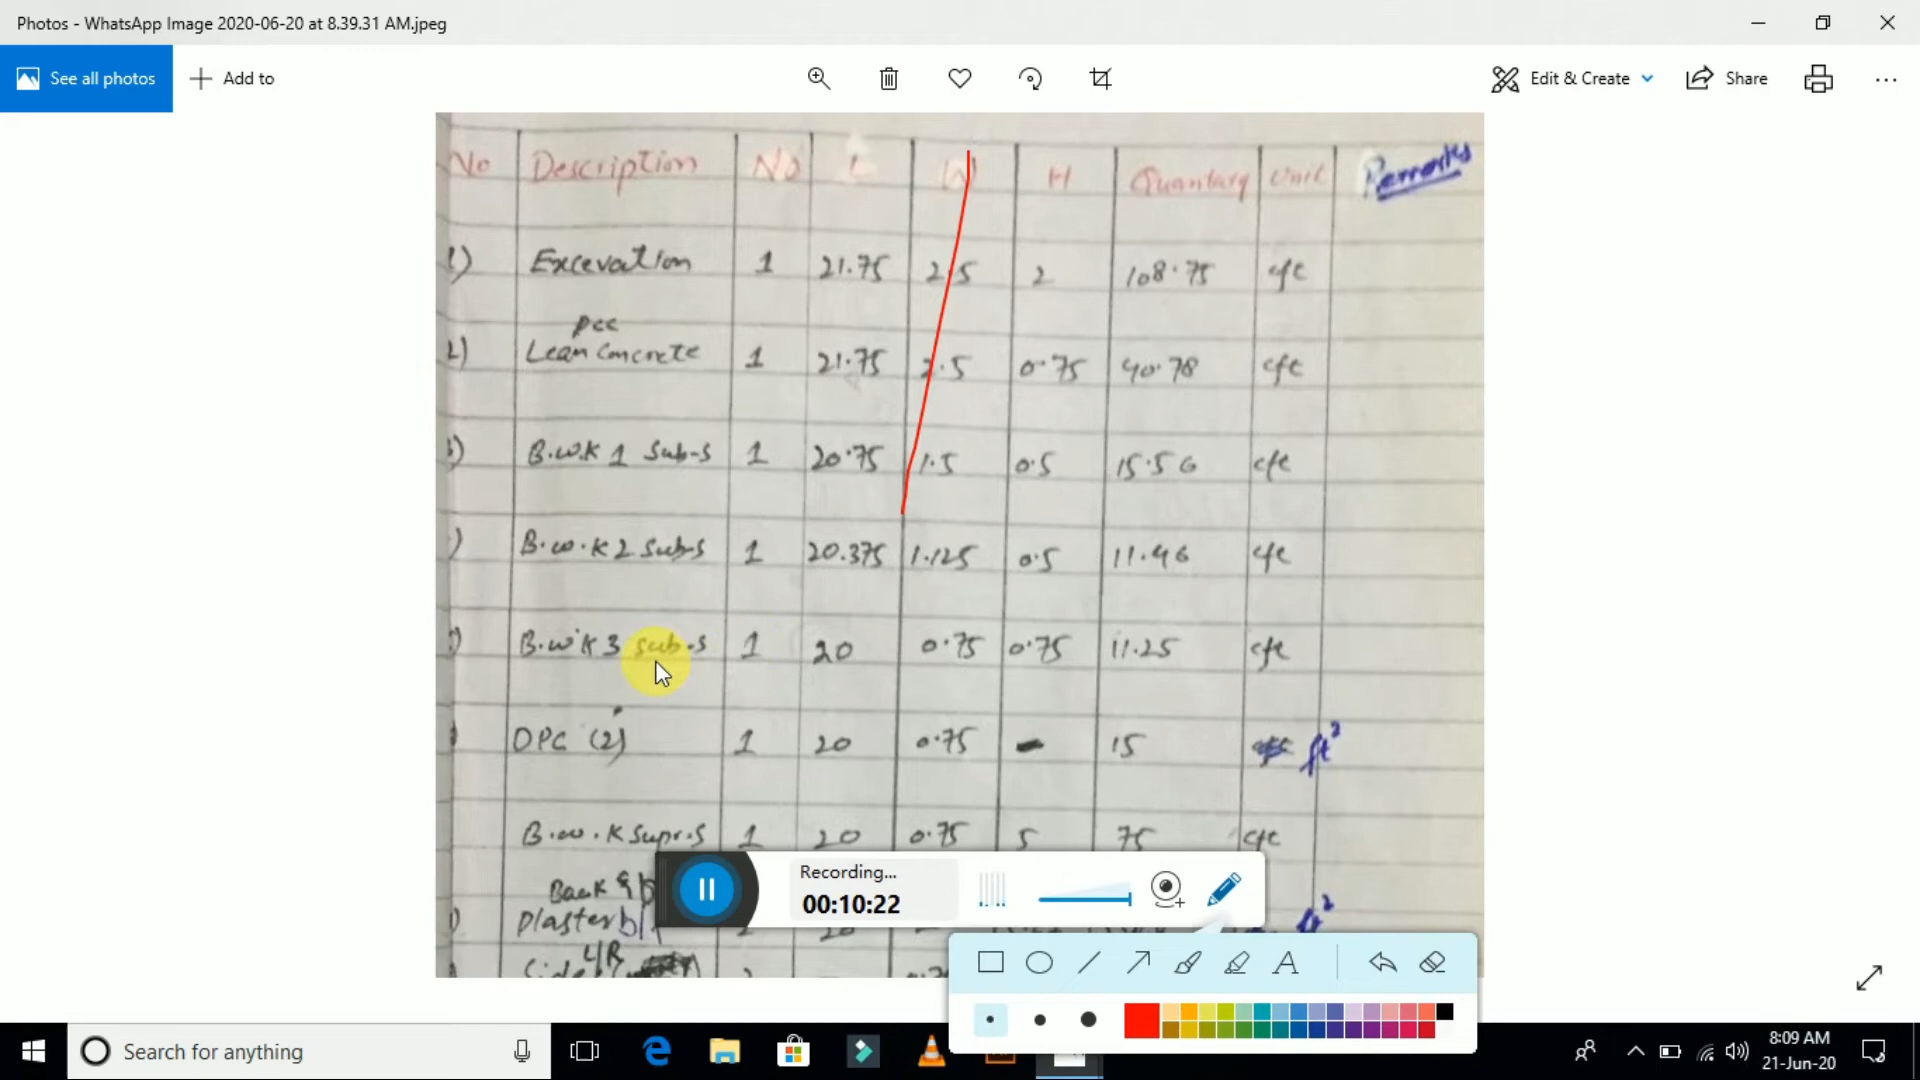 Photos - WhatsApp Image 2020-06-20 at 8.39.31 AM.jpeg
See all photos
Add to
Edit & Create
Share
No Description No L W H Quantity Unit Remarks
1) Excevation 1 21.75 2.5 2 108.75 cft
Pcc
2) Lean Concrete 1 21.75 2.5 0.75 40.78 cft
3) B.W.K 1 Sub-S 1 20.75 1.5 0.5 15.56 cft
) B.W.K 2 Sub-S 1 20.375 1.125 0.5 11.46 cft
) B.W.K 3 Sub-S 1 20 0.75 0.75 11.25 cft
DPC (2") 1 20 0.75 - 15 ft²
B.W.K Supr.S 1 20 0.75 5 75 cft
Back &
Plaster 20 ft²
L/R
Side
Recording...
00:10:22
A
Search for anything
8:09 AM
21-Jun-20